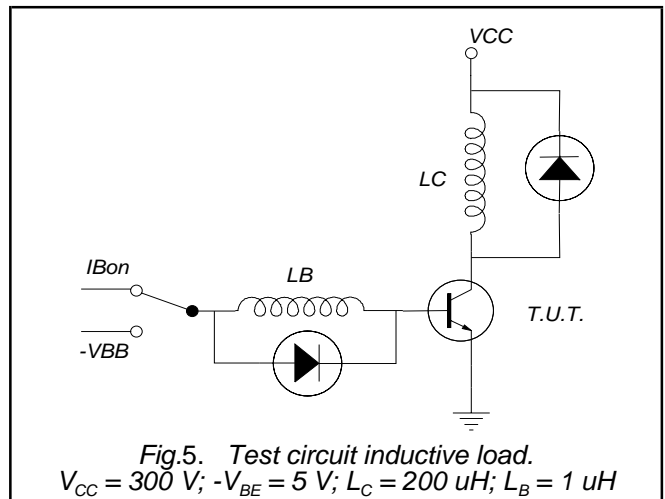 VCC
LC
IBon
LB
T.U.T.
-VBB
Fig.5. Test circuit inductive load.
VCC = 300 V; -VBE = 5 V; LC = 200 uH; LB = 1 uH